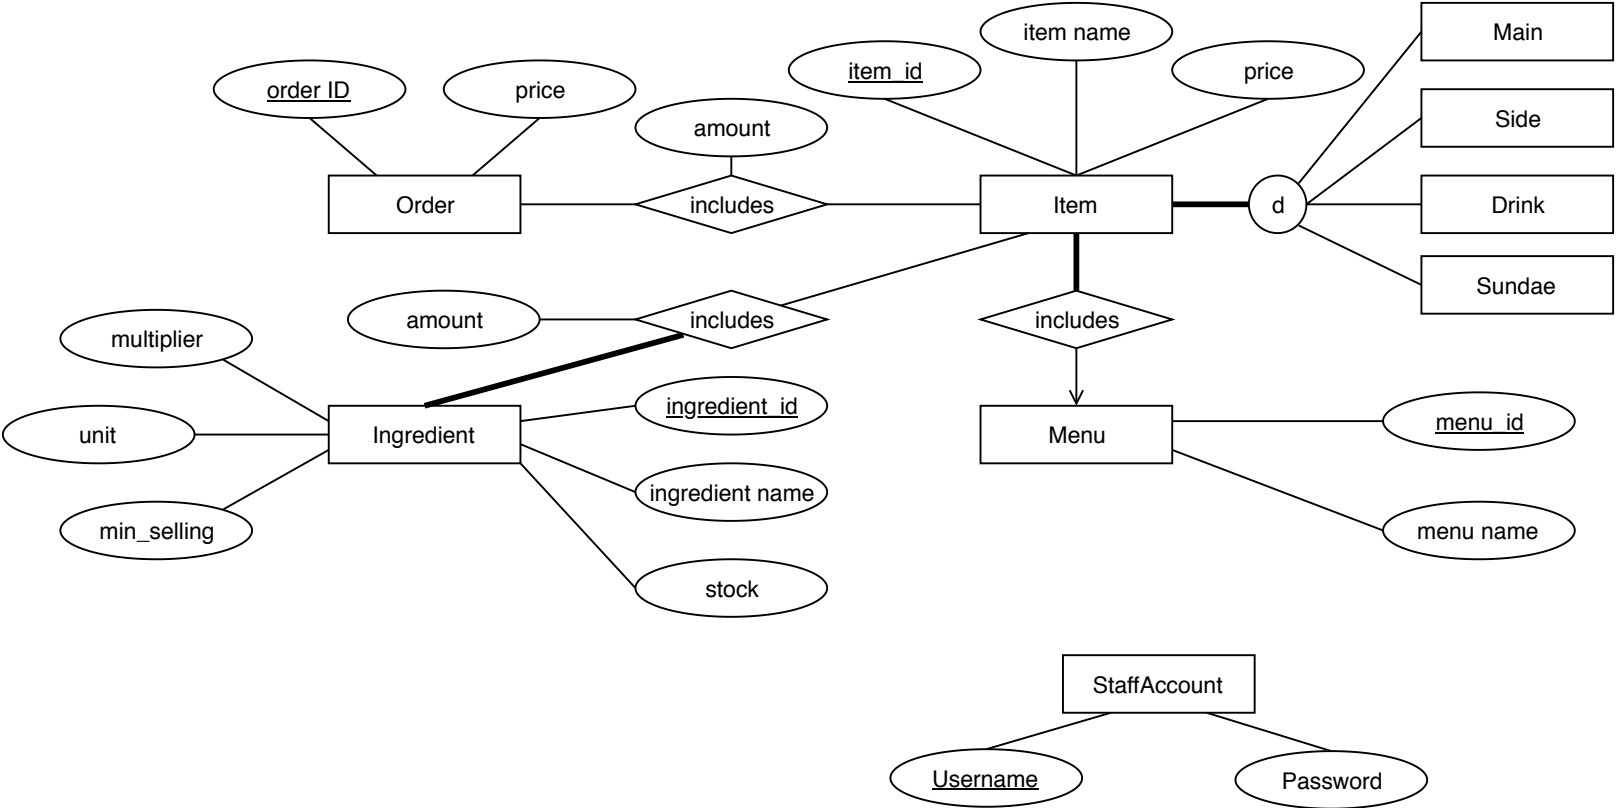 item name
Main
item_id
price
order ID
price
Side
amount
Order
includes
Item
d
Drink
Sundae
amount
includes
includes
multiplier
ingredient_id
menu_id
unit
Ingredient
Menu
ingredient name
min_selling
menu name
stock
StaffAccount
Username
Password